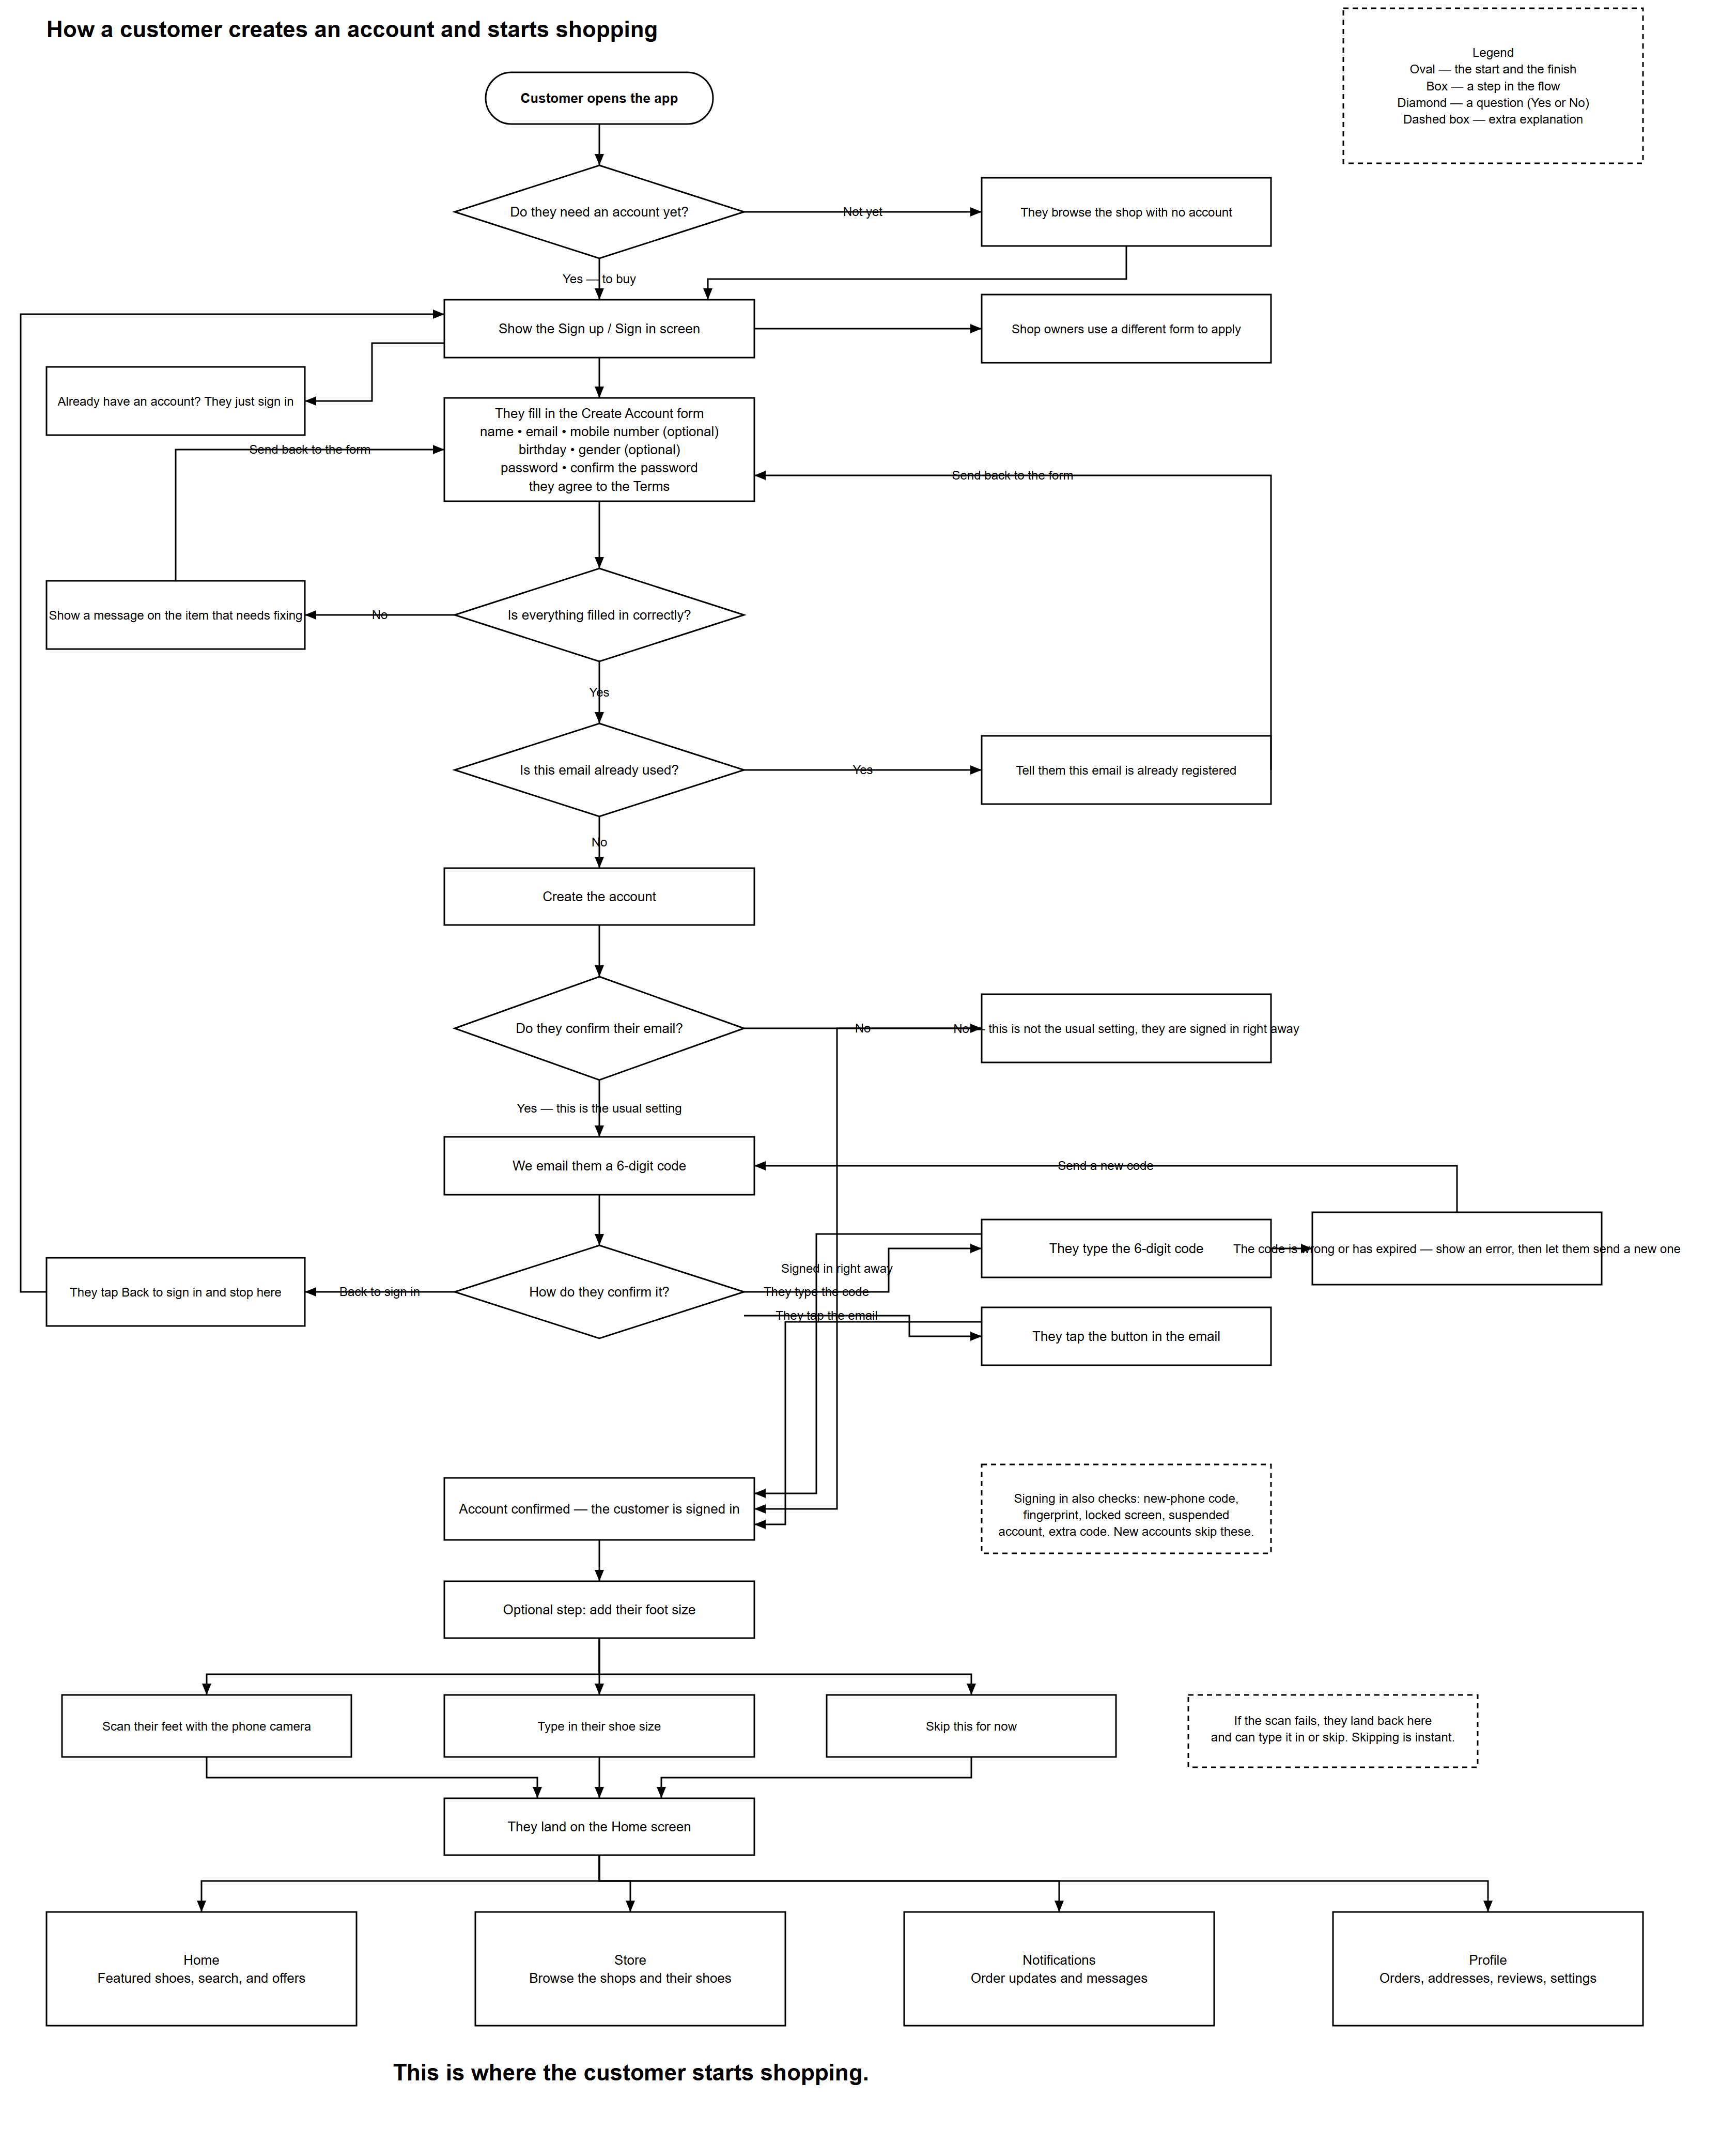 How a customer creates an account and starts shopping
Legend
Oval — the start and the finish
Box — a step in the flow
Diamond — a question (Yes or No)
Dashed box — extra explanation
Customer opens the app
Do they need an account yet?
Not yet
They browse the shop with no account
Yes — to buy
Show the Sign up / Sign in screen
Shop owners use a different form to apply
Already have an account? They just sign in
They fill in the Create Account form
name • email • mobile number (optional)
birthday • gender (optional)
password • confirm the password
they agree to the Terms
Send back to the form
Send back to the form
Show a message on the item that needs fixing
No
Is everything filled in correctly?
Yes
Is this email already used?
Yes
Tell them this email is already registered
No
Create the account
Do they confirm their email?
No
No — this is not the usual setting, they are signed in right away
Yes — this is the usual setting
We email them a 6-digit code
Send a new code
They type the 6-digit code
The code is wrong or has expired — show an error, then let them send a new one
Signed in right away
They tap Back to sign in and stop here
Back to sign in
How do they confirm it?
They type the code
They tap the email
They tap the button in the email
Account confirmed — the customer is signed in
Signing in also checks: new-phone code,
fingerprint, locked screen, suspended
account, extra code. New accounts skip these.
Optional step: add their foot size
Scan their feet with the phone camera
Type in their shoe size
Skip this for now
If the scan fails, they land back here
and can type it in or skip. Skipping is instant.
They land on the Home screen
Home
Featured shoes, search, and offers
Store
Browse the shops and their shoes
Notifications
Order updates and messages
Profile
Orders, addresses, reviews, settings
This is where the customer starts shopping.